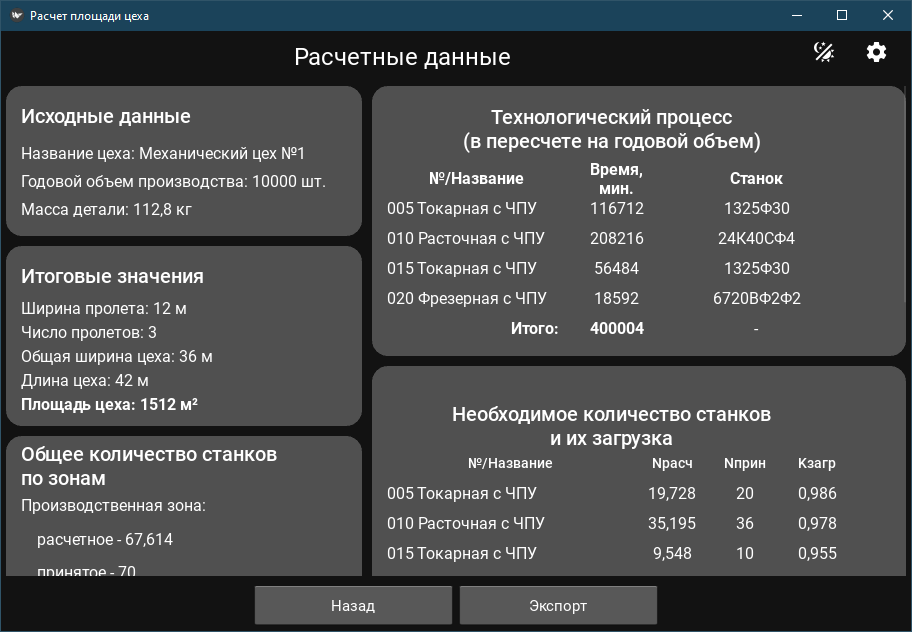 Расчет площади цеха
Расчетные данные
Исходные данные
Название цеха: Механический цех №1
Годовой объем производства: 10000 шт.
Масса детали: 112,8 кг
Итоговые значения
Ширина пролета: 12 м
Число пролетов: 3
Общая ширина цеха: 36 м
Длина цеха: 42 м
Площадь цеха: 1512 м²
Общее количество станков
по зонам
Производственная зона:
расчетное - 67,614
принятое - 70
Технологический процесс
(в пересчете на годовой объем)
№/Название Время, мин. Станок
005 Токарная с ЧПУ 116712 1325Ф30
010 Расточная с ЧПУ 208216 24К40СФ4
015 Токарная с ЧПУ 56484 1325Ф30
020 Фрезерная с ЧПУ 18592 6720ВФ2Ф2
Итого: 400004 -
Необходимое количество станков
и их загрузка
№/Название Nрасч Nприн Kзагр
005 Токарная с ЧПУ 19,728 20 0,986
010 Расточная с ЧПУ 35,195 36 0,978
015 Токарная с ЧПУ 9,548 10 0,955
Назад Экспорт